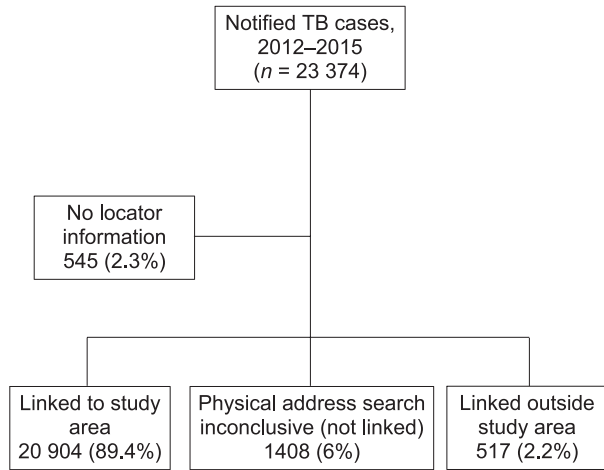 Notified TB cases,
2012–2015
(n = 23 374)
No locator
information
545 (2.3%)
Linked to study
area
20 904 (89.4%)
Physical address search
inconclusive (not linked)
1408 (6%)
Linked outside
study area
517 (2.2%)